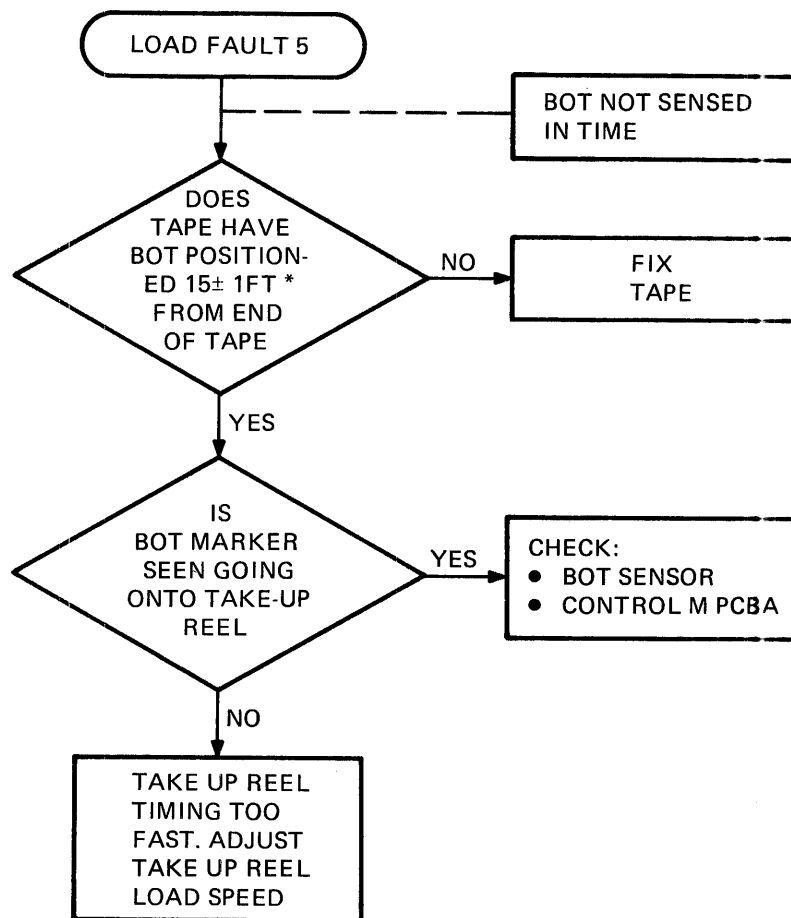 LOAD FAULT 5
BOT NOT SENSED
IN TIME
DOES
TAPE HAVE
BOT POSITION-
ED 15± 1FT *
FROM END
OF TAPE
NO
FIX
TAPE
YES
IS
BOT MARKER
SEEN GOING
ONTO TAKE-UP
REEL
YES
CHECK:
● BOT SENSOR
● CONTROL M PCBA
NO
TAKE UP REEL
TIMING TOO
FAST. ADJUST
TAKE UP REEL
LOAD SPEED